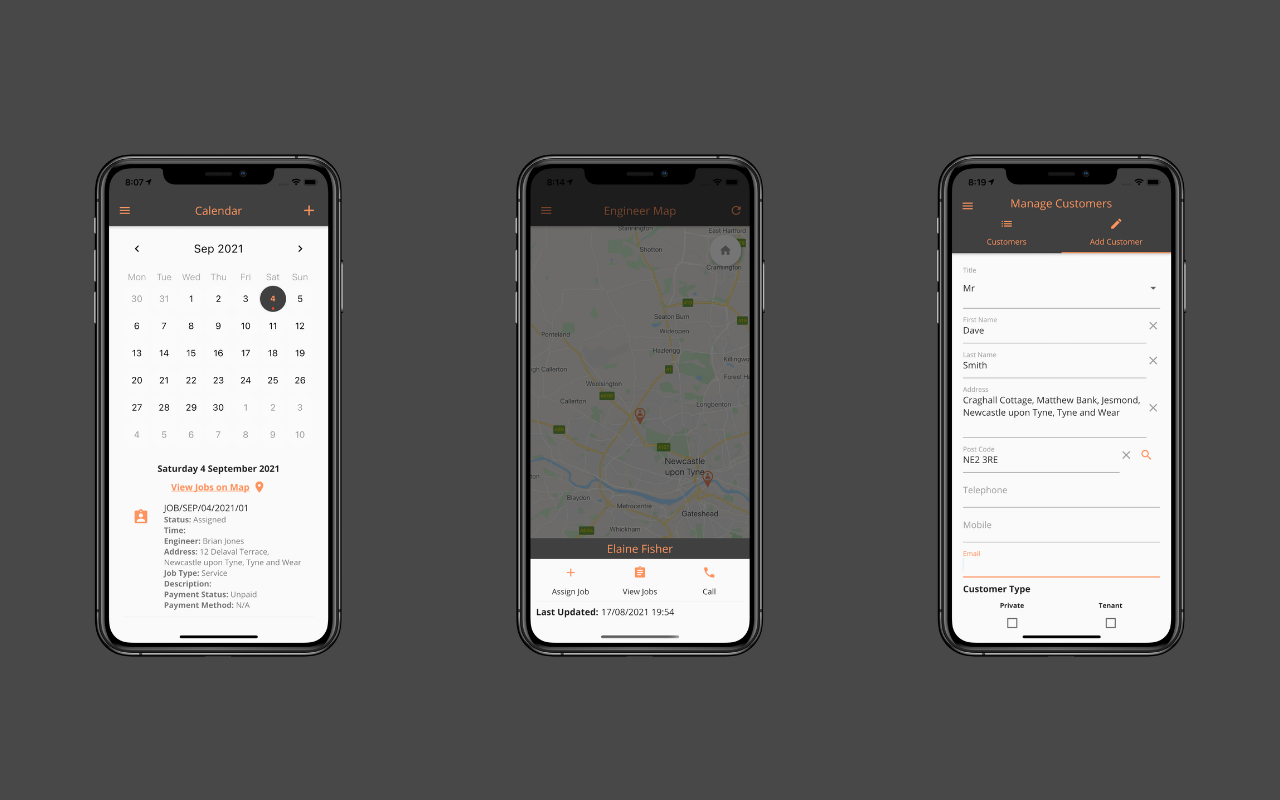 8:07
Calendar
Sep 2021
Mon Tue Wed Thu Fri Sat Sun
30 31 1 2 3 4 5
6 7 8 9 10 11 12
13 14 15 16 17 18 19
20 21 22 23 24 25 26
27 28 29 30 1 2 3
4 5 6 7 8 9 10
Saturday 4 September 2021
View Jobs on Map
JOB/SEP/04/2021/01
Status: Assigned
Time:
Engineer: Brian Jones
Address: 12 Delaval Terrace,
Newcastle upon Tyne, Tyne and Wear
Job Type: Service
Description:
Payment Status: Unpaid
Payment Method: N/A
8:14
Engineer Map
Stannington
East Hartford
Shotton
Cramlington
Seaton Burn
Wideopen
Ponteland
Hazlerigg
Killingwo
gh Callerton
Forest Ha
Woolsington
Callerton
Longbenton
Newcastle
upon Tyne
Blaydon
Metrocentre
Gateshead
Whickham
Elaine Fisher
Assign Job
View Jobs
Call
Last Updated: 17/08/2021 19:54
8:19
Manage Customers
Customers
Add Customer
Title
Mr
First Name
Dave
Last Name
Smith
Address
Craghall Cottage, Matthew Bank, Jesmond,
Newcastle upon Tyne, Tyne and Wear
Post Code
NE2 3RE
Telephone
Mobile
Email
Customer Type
Private
Tenant